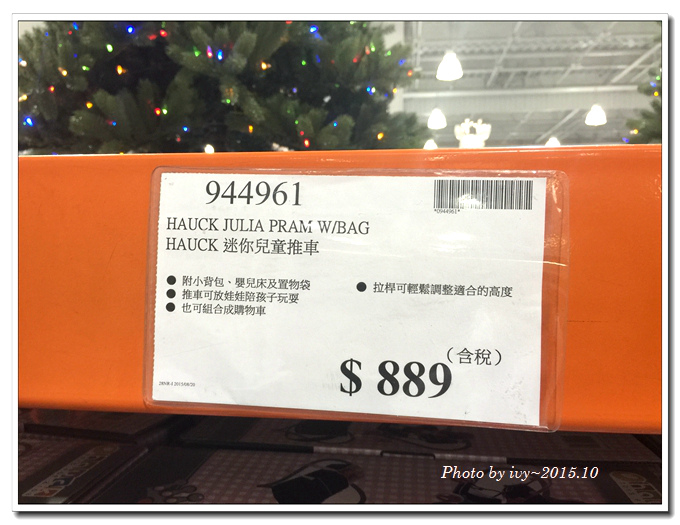 944961
*0944961*
HAUCK JULIA PRAM W/BAG
HAUCK 迷你兒童推車
● 附小背包、嬰兒床及置物袋
● 推車可放娃娃陪孩子玩耍
● 也可組合成購物車
● 拉桿可輕鬆調整適合的高度
(含稅)
$ 889
Photo by ivy~2015.10